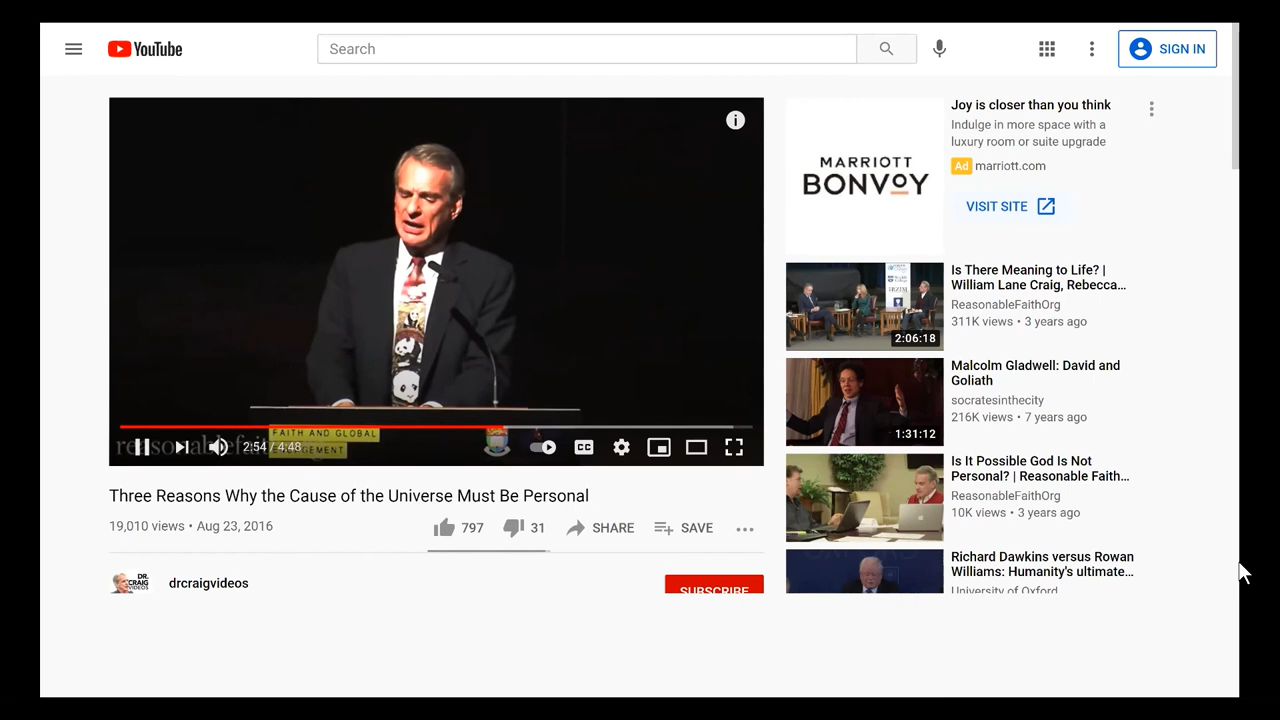 YouTube
Search
SIGN IN
reasonablefaith.org
FAITH AND GLOBAL
ENGAGEMENT
2:54 / 4:48
CC
Three Reasons Why the Cause of the Universe Must Be Personal
19,010 views • Aug 23, 2016
797
31
SHARE
SAVE
DR.
CRAIG
VIDEOS
drcraigvideos
SUBSCRIBE
MARRIOTT
BONVOY
Joy is closer than you think
Indulge in more space with a
luxury room or suite upgrade
Ad marriott.com
VISIT SITE
2:06:18
Is There Meaning to Life? |
William Lane Craig, Rebecca...
ReasonableFaithOrg
311K views • 3 years ago
1:31:12
Malcolm Gladwell: David and
Goliath
socratesinthecity
216K views • 7 years ago
Is It Possible God Is Not
Personal? | Reasonable Faith...
ReasonableFaithOrg
10K views • 3 years ago
Richard Dawkins versus Rowan
Williams: Humanity's ultimate...
University of Oxford